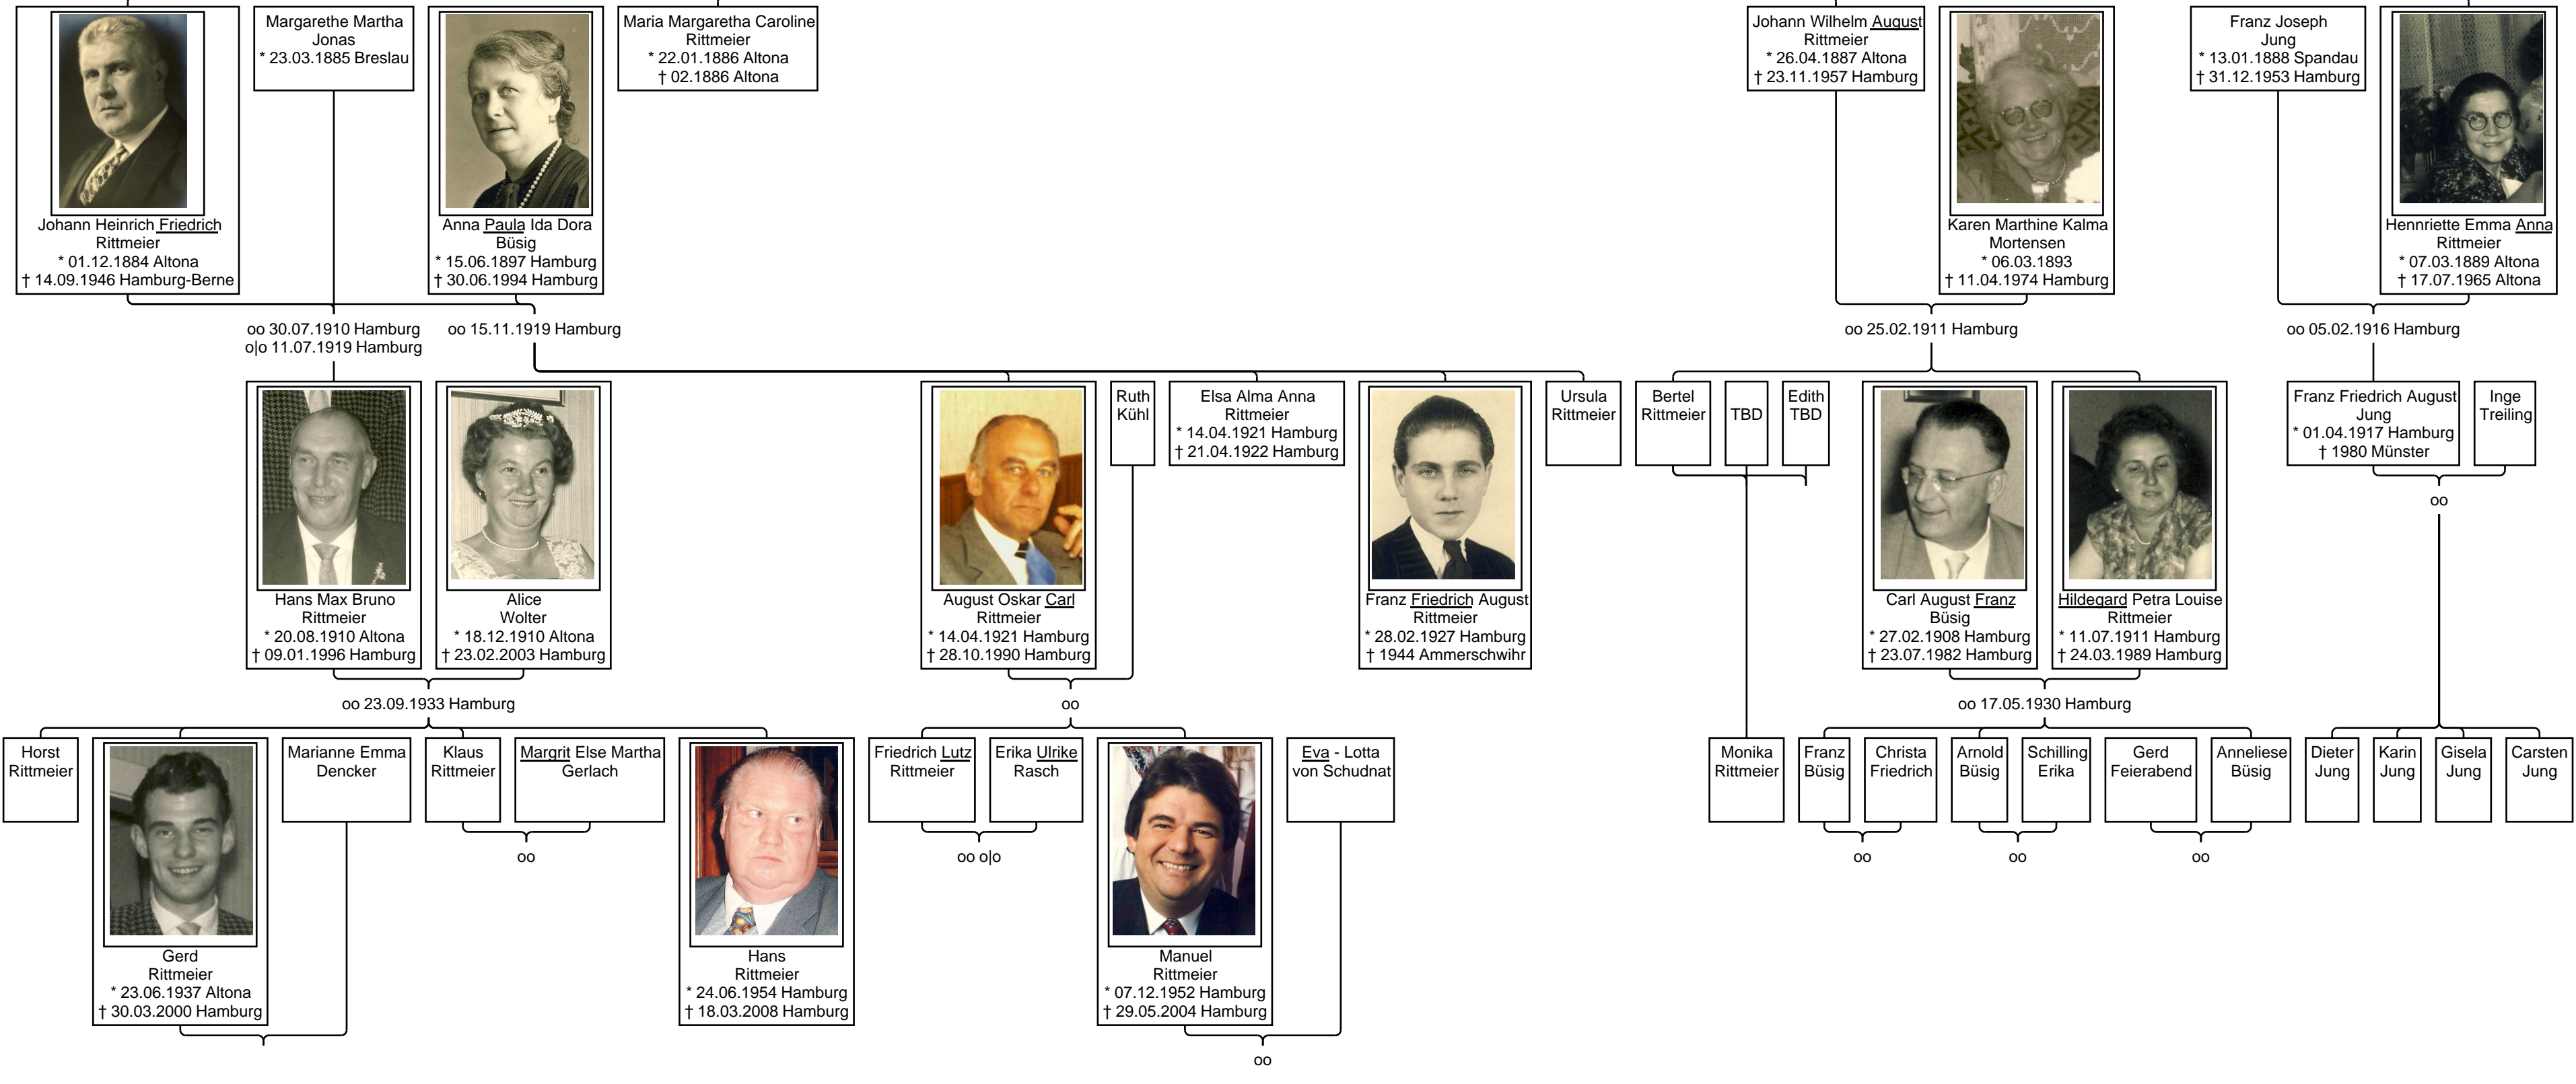 Johann Heinrich Friedrich
Rittmeier
* 01.12.1884 Altona
† 14.09.1946 Hamburg-Berne
Margarethe Martha
Jonas
* 23.03.1885 Breslau
Anna Paula Ida Dora
Büsig
* 15.06.1897 Hamburg
† 30.06.1994 Hamburg
Maria Margaretha Caroline
Rittmeier
* 22.01.1886 Altona
† 02.1886 Altona
Johann Wilhelm August
Rittmeier
* 26.04.1887 Altona
† 23.11.1957 Hamburg
Karen Marthine Kalma
Mortensen
* 06.03.1893
† 11.04.1974 Hamburg
Franz Joseph
Jung
* 13.01.1888 Spandau
† 31.12.1953 Hamburg
Hennriette Emma Anna
Rittmeier
* 07.03.1889 Altona
† 17.07.1965 Altona
oo 30.07.1910 Hamburg
o|o 11.07.1919 Hamburg
oo 15.11.1919 Hamburg
oo 25.02.1911 Hamburg
oo 05.02.1916 Hamburg
Hans Max Bruno
Rittmeier
* 20.08.1910 Altona
† 09.01.1996 Hamburg
Alice
Wolter
* 18.12.1910 Altona
† 23.02.2003 Hamburg
August Oskar Carl
Rittmeier
* 14.04.1921 Hamburg
† 28.10.1990 Hamburg
Ruth
Kühl
Elsa Alma Anna
Rittmeier
* 14.04.1921 Hamburg
† 21.04.1922 Hamburg
Franz Friedrich August
Rittmeier
* 28.02.1927 Hamburg
† 1944 Ammerschwihr
Ursula
Rittmeier
Bertel
Rittmeier
TBD
Edith
TBD
Carl August Franz
Büsig
* 27.02.1908 Hamburg
† 23.07.1982 Hamburg
Hildegard Petra Louise
Rittmeier
* 11.07.1911 Hamburg
† 24.03.1989 Hamburg
Franz Friedrich August
Jung
* 01.04.1917 Hamburg
† 1980 Münster
Inge
Treiling
oo
oo 23.09.1933 Hamburg
oo
oo 17.05.1930 Hamburg
Horst
Rittmeier
Gerd
Rittmeier
* 23.06.1937 Altona
† 30.03.2000 Hamburg
Marianne Emma
Dencker
Klaus
Rittmeier
Margrit Else Martha
Gerlach
oo
Hans
Rittmeier
* 24.06.1954 Hamburg
† 18.03.2008 Hamburg
Friedrich Lutz
Rittmeier
Erika Ulrike
Rasch
oo o|o
Manuel
Rittmeier
* 07.12.1952 Hamburg
† 29.05.2004 Hamburg
Eva - Lotta
von Schudnat
oo
Monika
Rittmeier
Franz
Büsig
Christa
Friedrich
oo
Arnold
Büsig
Schilling
Erika
oo
Gerd
Feierabend
Anneliese
Büsig
oo
Dieter
Jung
Karin
Jung
Gisela
Jung
Carsten
Jung